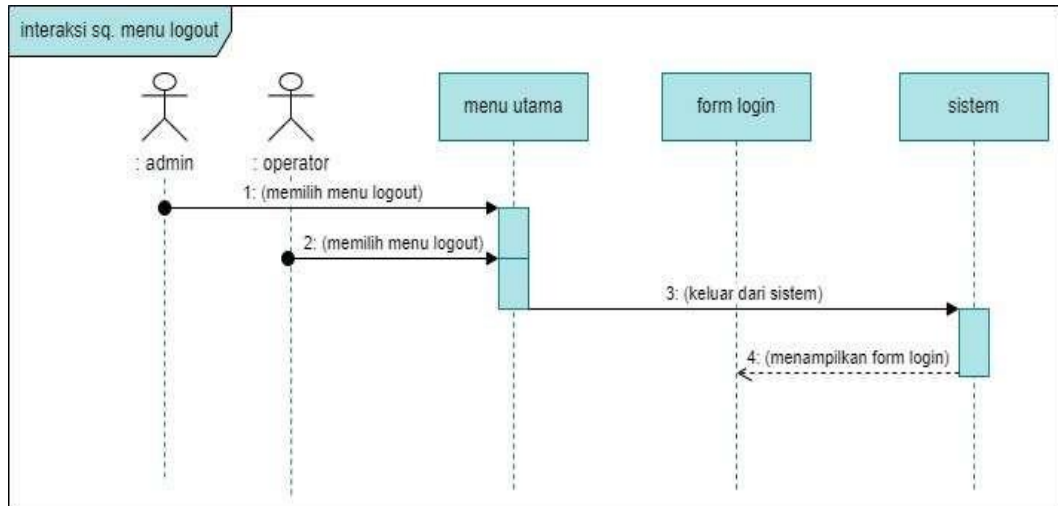 interaksi sq. menu logout
menu utama
form login
sistem
: admin
: operator
1: (memilih menu logout)
2: (memilih menu logout)
3: (keluar dari sistem)
4: (menampilkan form login)